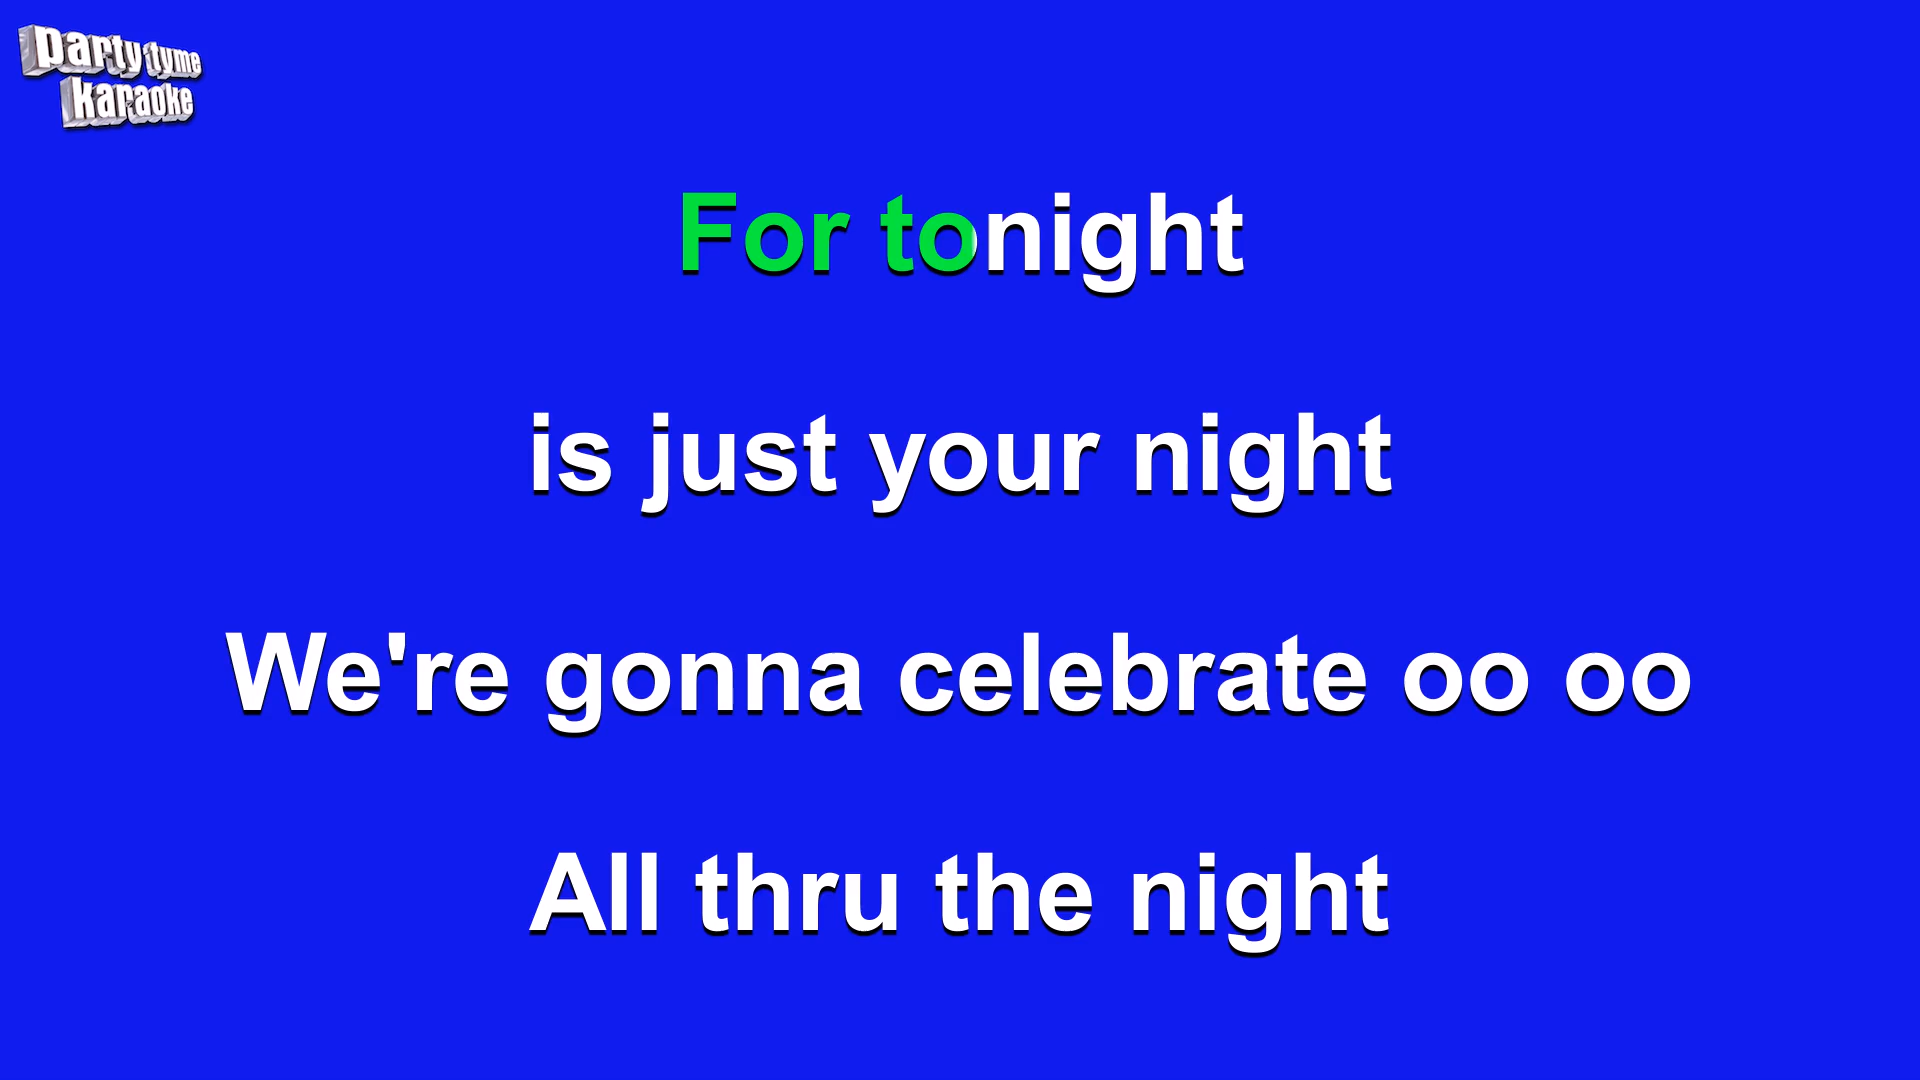 party tyme
karaoke
For tonight
is just your night
We're gonna celebrate oo oo
All thru the night